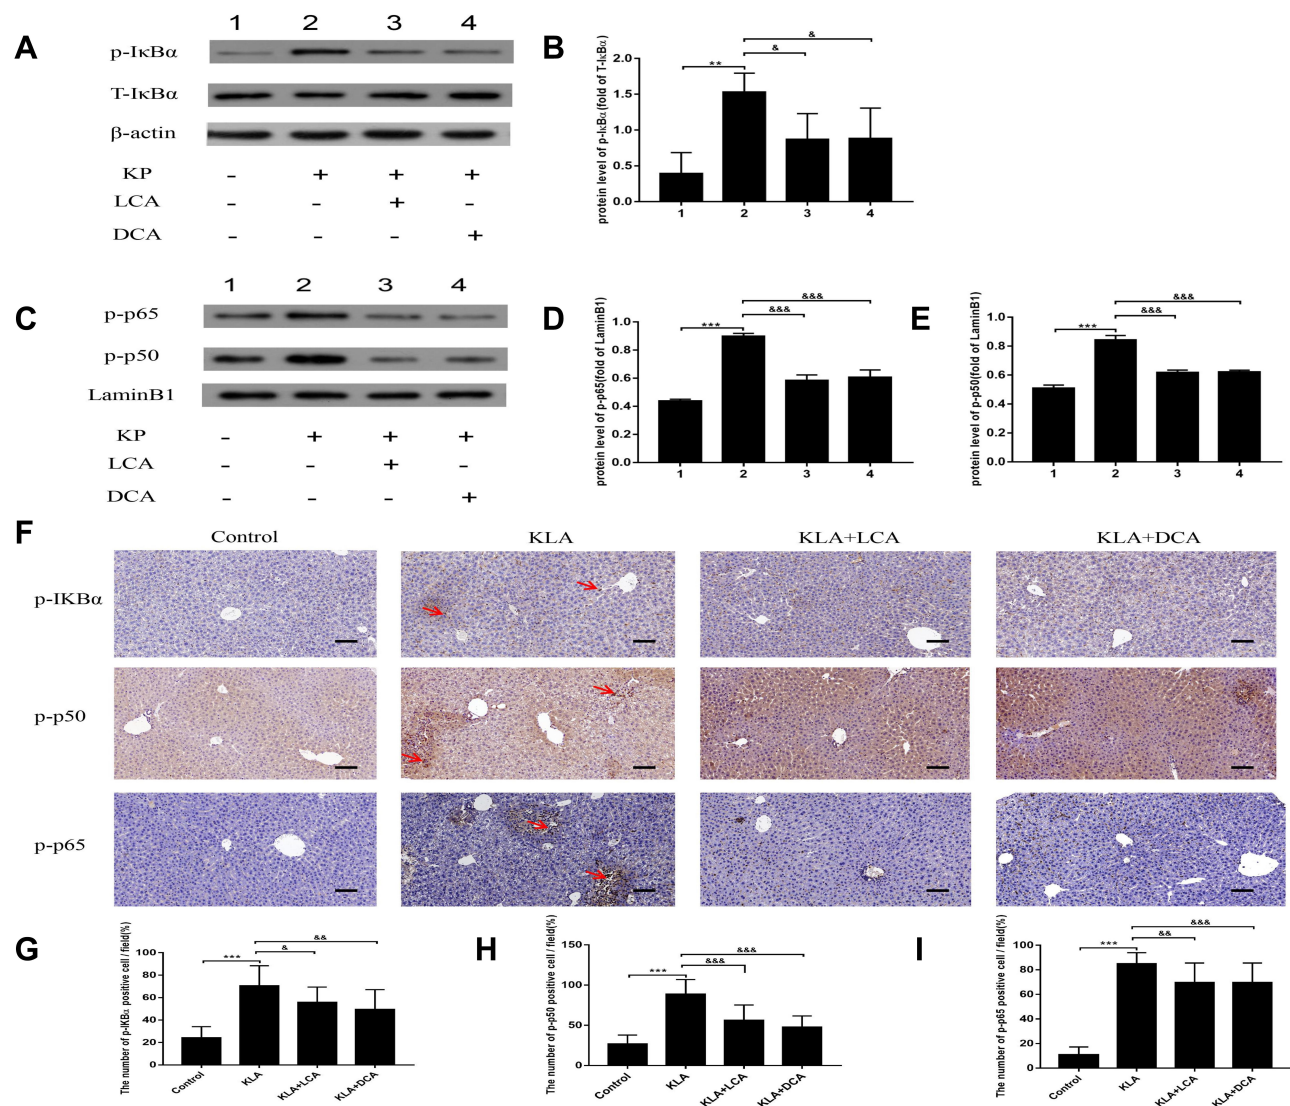 A
1 2 3 4
p-IκBα
T-IκBα
β-actin
KP - + + +
LCA - - + -
DCA - - - +
B
protein level of p-IκBα(fold of T-IκBα)
2.0
1.5
1.0
0.5
0.0
** & &
1 2 3 4
C
1 2 3 4
p-p65
p-p50
LaminB1
KP - + + +
LCA - - + -
DCA - - - +
D
protein level of p-p65(fold of LaminB1)
1.0
0.8
0.6
0.4
0.2
0.0
*** &&& &&&
1 2 3 4
E
protein level of p-p50(fold of LaminB1)
1.0
0.8
0.6
0.4
0.2
0.0
*** &&& &&&
1 2 3 4
F
Control KLA KLA+LCA KLA+DCA
p-IKBα
p-p50
p-p65
G
The number of p-IKBα positive cell / field(%)
100
80
60
40
20
0
*** & &&
Control KLA KLA+LCA KLA+DCA
H
The number of p-p50 positive cell / field(%)
150
100
50
0
*** &&& &&&
Control KLA KLA+LCA KLA+DCA
I
The number of p-p65 positive cell / field(%)
100
80
60
40
20
0
*** && &&&
Control KLA KLA+LCA KLA+DCA